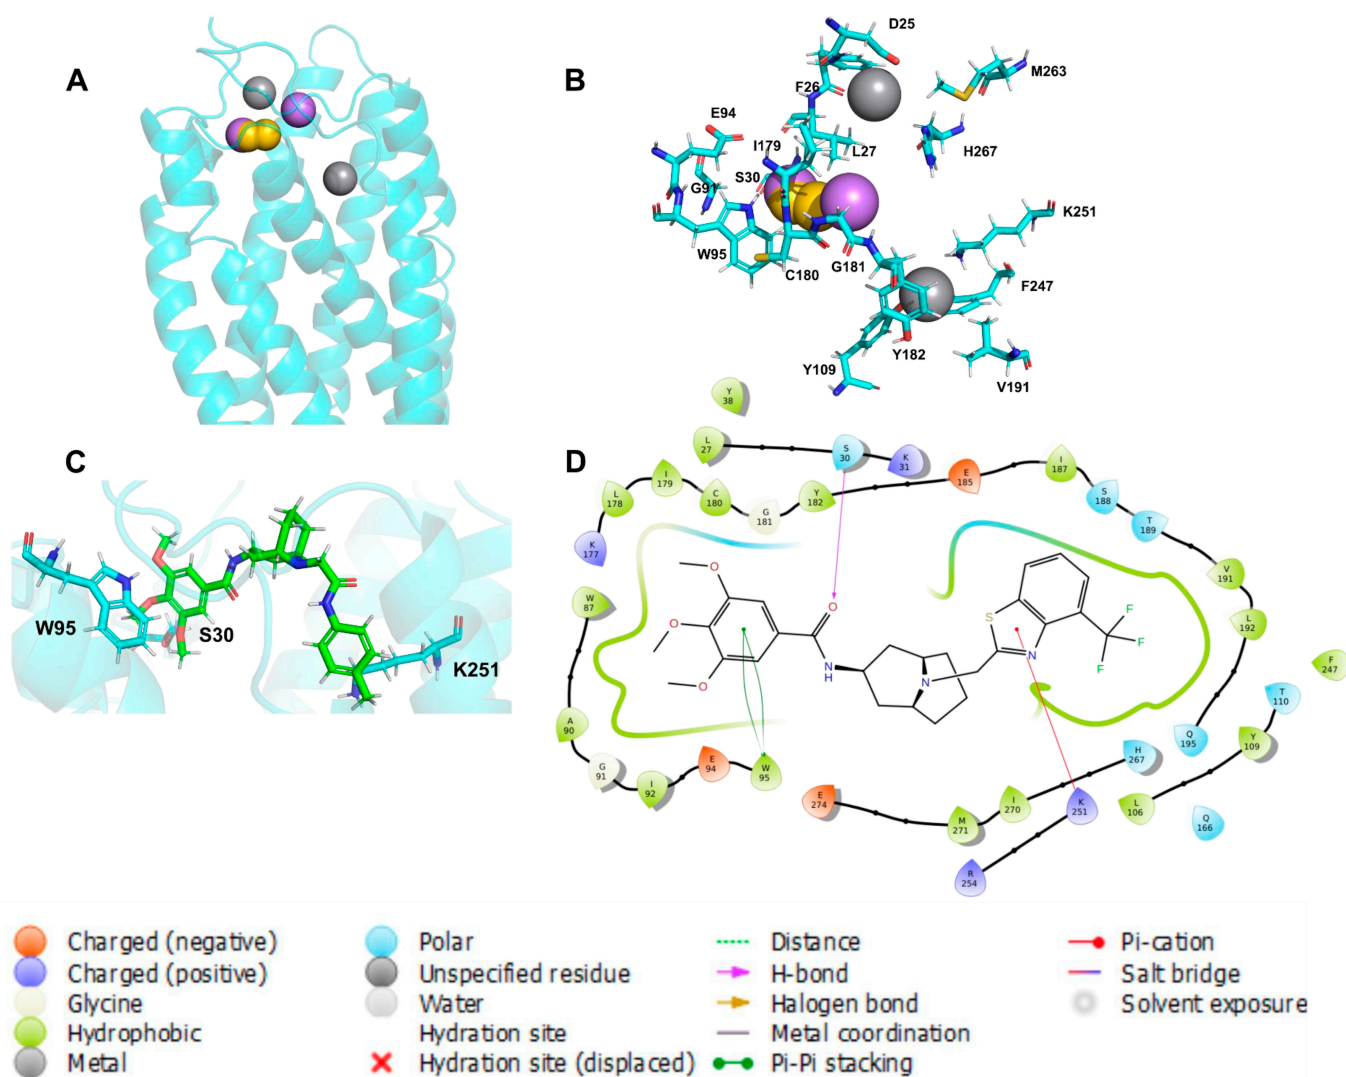 A
B
D25
M263
F26
E94
I179
L27
H267
S30
G91
K251
W95
C180
G181
F247
Y182
Y109
V191
C
W95
S30
K251
D
Y 38
L 27
S 30
K 31
I 179
L 178
C 180
G 181
Y 182
E 185
I 187
S 188
T 189
K 177
V 191
W 87
L 192
F 247
T 110
A 90
Q 195
Y 109
G 91
I 92
E 94
W 95
H 267
E 274
M 271
I 270
K 251
L 106
Q 166
R 254
O
O
O
O
N
H
N
S
N
F
F
F
Charged (negative)
Charged (positive)
Glycine
Hydrophobic
Metal
Polar
Unspecified residue
Water
Hydration site
Hydration site (displaced)
Distance
H-bond
Halogen bond
Metal coordination
Pi-Pi stacking
Pi-cation
Salt bridge
Solvent exposure